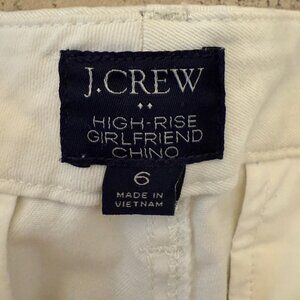 J.CREW
HIGH-RISE
GIRLFRIEND
CHINO
6
MADE IN
VIETNAM